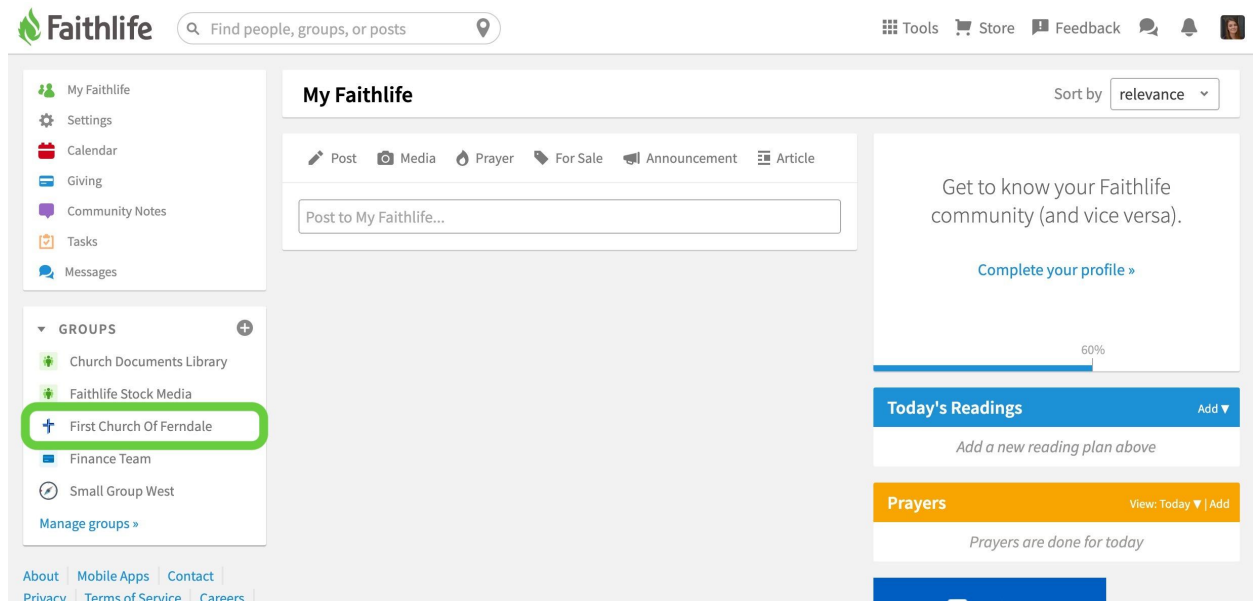 Faithlife
Find people, groups, or posts
Tools
Store
Feedback
My Faithlife
Settings
Calendar
Giving
Community Notes
Tasks
Messages
GROUPS
Church Documents Library
Faithlife Stock Media
First Church Of Ferndale
Finance Team
Small Group West
Manage groups »
About | Mobile Apps | Contact
Privacy | Terms of Service | Careers
My Faithlife
Sort by relevance
Post Media Prayer For Sale Announcement Article
Post to My Faithlife...
Get to know your Faithlife
community (and vice versa).
Complete your profile »
60%
Today's Readings Add ▼
Add a new reading plan above
Prayers View: Today ▼ | Add
Prayers are done for today